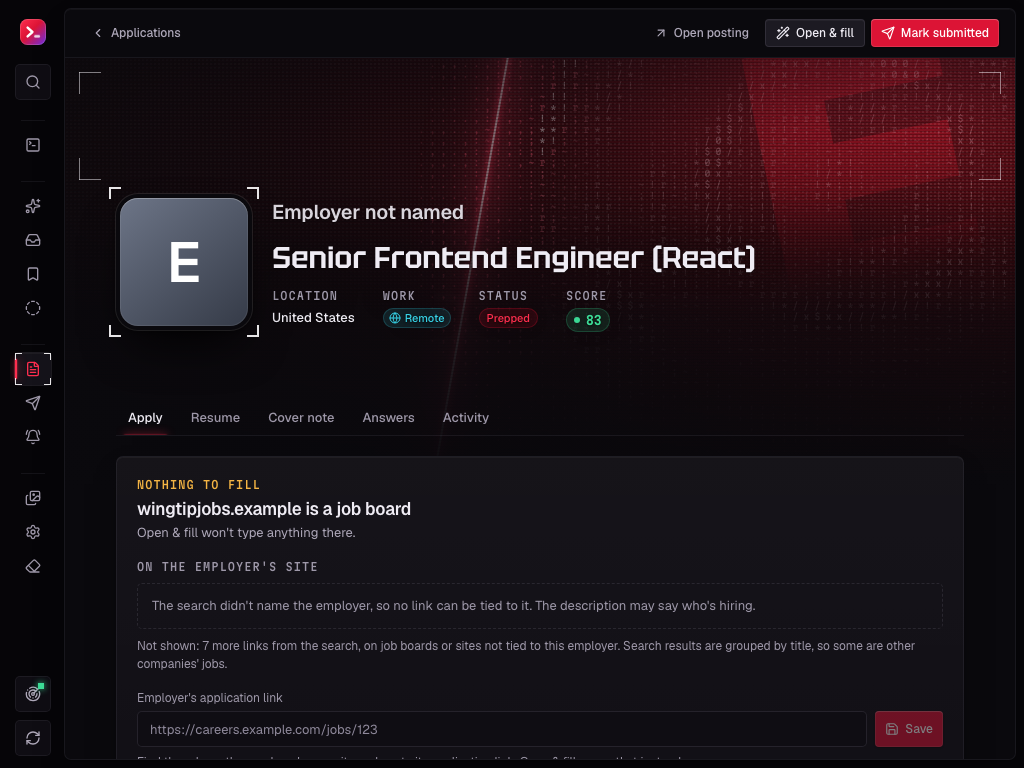 Applications
Open posting
Open & fill
Mark submitted
E
Employer not named
Senior Frontend Engineer (React)
LOCATION
WORK
STATUS
SCORE
United States
Remote
Prepped
83
Apply
Resume
Cover note
Answers
Activity
NOTHING TO FILL
wingtipjobs.example is a job board
Open & fill won't type anything there.
ON THE EMPLOYER'S SITE
The search didn't name the employer, so no link can be tied to it. The description may say who's hiring.
Not shown: 7 more links from the search, on job boards or sites not tied to this employer. Search results are grouped by title, so some are other
companies' jobs.
Employer's application link
https://careers.example.com/jobs/123
Save